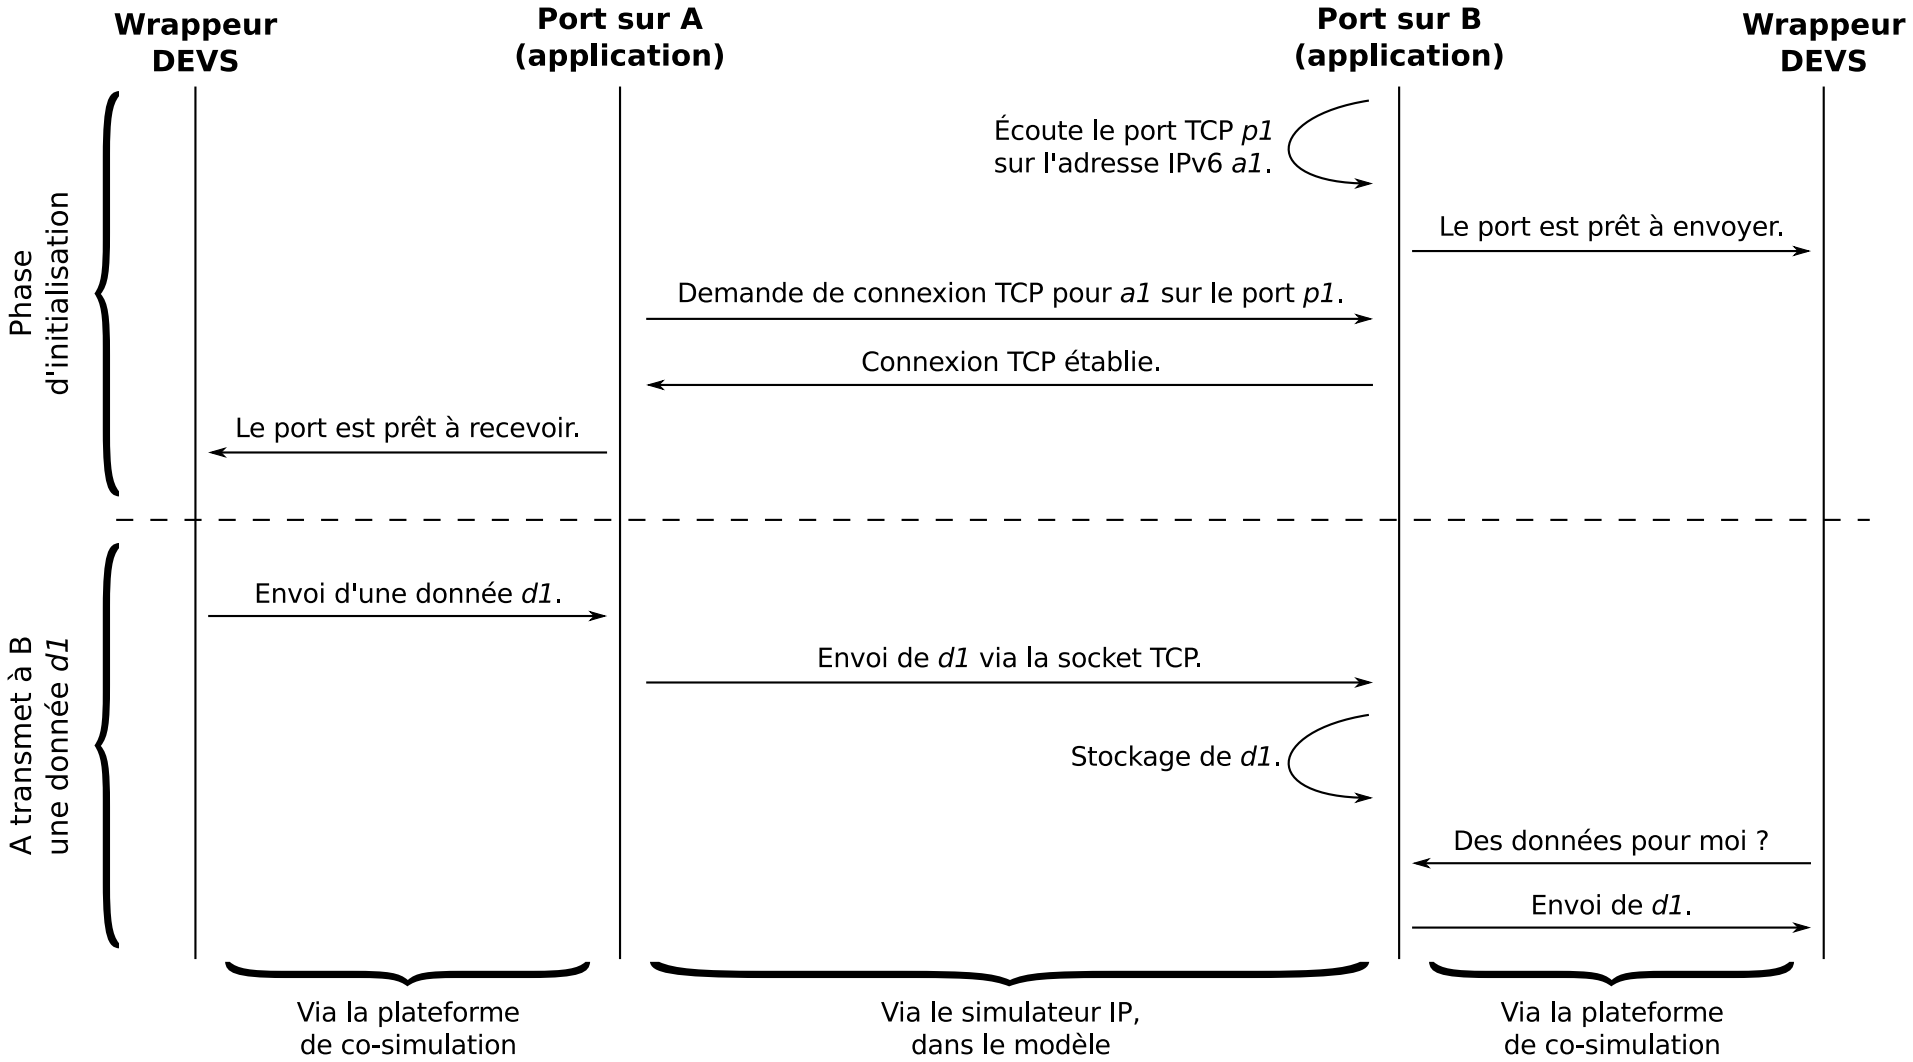 Wrappeur
DEVS
Port sur A
(application)
Port sur B
(application)
Wrappeur
DEVS
Phase
d'initialisation
Écoute le port TCP p1
sur l'adresse IPv6 a1.
Le port est prêt à envoyer.
Demande de connexion TCP pour a1 sur le port p1.
Connexion TCP établie.
Le port est prêt à recevoir.
A transmet à B
une donnée d1
Envoi d'une donnée d1.
Envoi de d1 via la socket TCP.
Stockage de d1.
Des données pour moi ?
Envoi de d1.
Via la plateforme
de co-simulation
Via le simulateur IP,
dans le modèle
Via la plateforme
de co-simulation